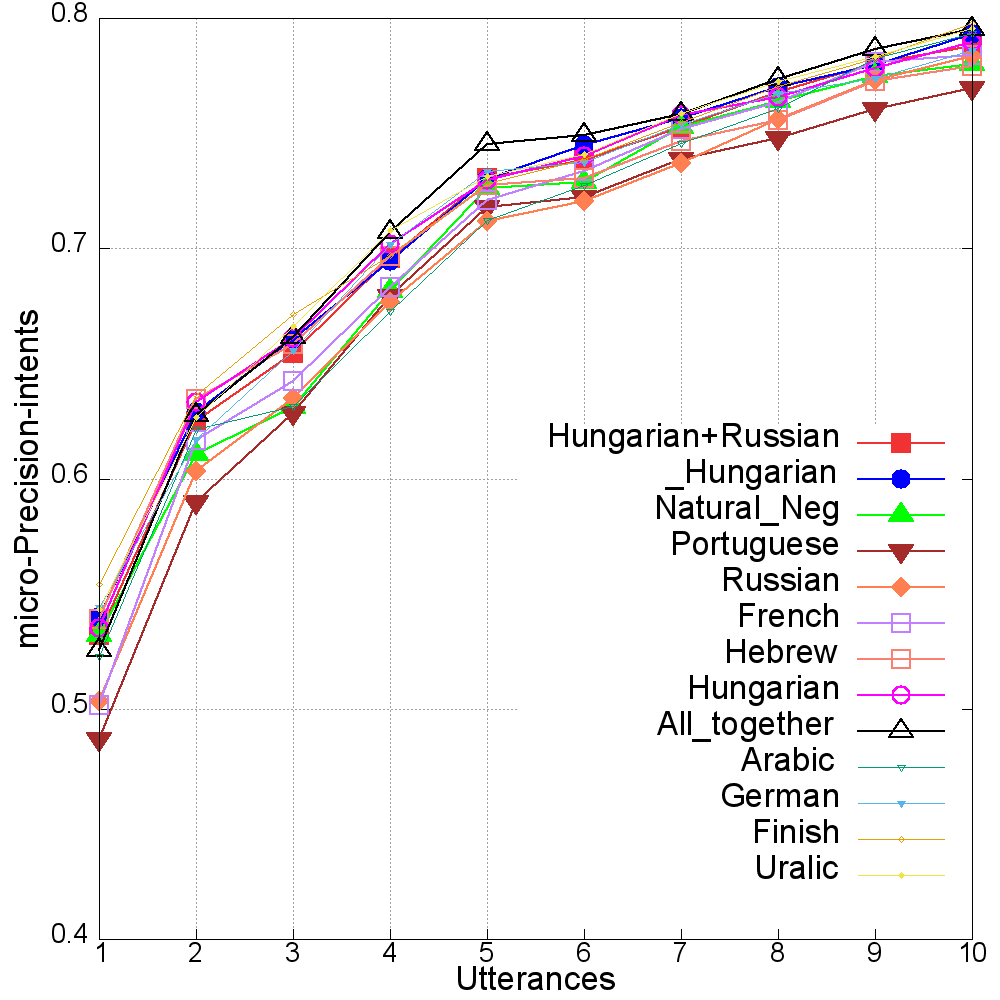 0.8
0.7
0.6
0.5
0.4
micro-Precision-intents
Hungarian+Russian
_Hungarian
Natural_Neg
Portuguese
Russian
French
Hebrew
Hungarian
All_together
Arabic
German
Finish
Uralic
1 2 3 4 5 6 7 8 9 10
Utterances